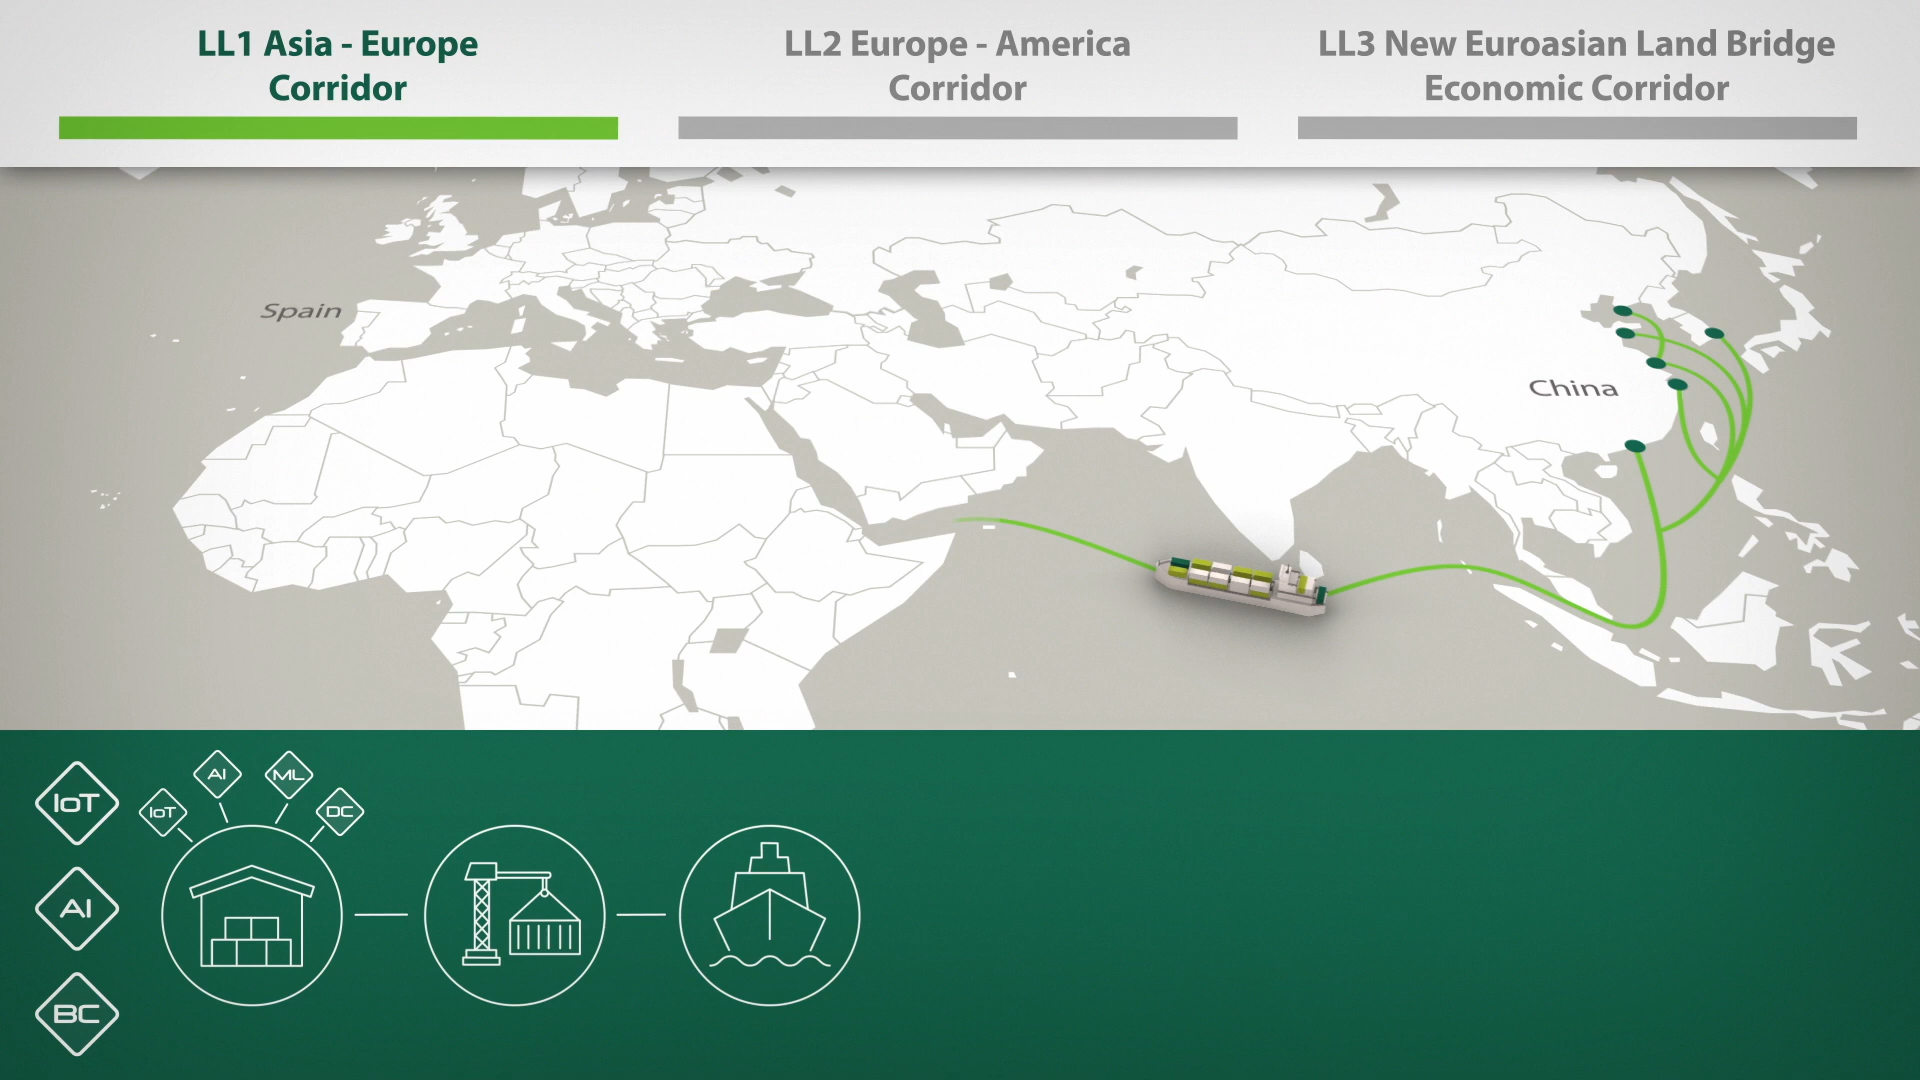 LL1 Asia - Europe
Corridor
LL2 Europe - America
Corridor
LL3 New Euroasian Land Bridge
Economic Corridor
Spain
China
IoT
AI
BC
IoT
AI
ML
DC